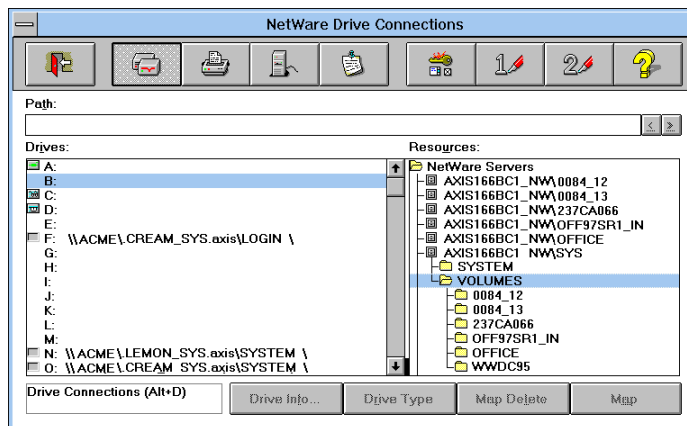 NetWare Drive Connections
1
2
?
Path:
< >
Drives:
A:
B:
C:
D:
E:
F: \\ACME\.CREAM_SYS.axis\LOGIN \
G:
H:
I:
J:
K:
L:
M:
N: \\ACME\.LEMON_SYS.axis\SYSTEM \
O: \\ACME\.CREAM_SYS.axis\SYSTEM \
Resources:
NetWare Servers
AXIS166BC1_NW\0084_12
AXIS166BC1_NW\0084_13
AXIS166BC1_NW\237CA066
AXIS166BC1_NW\OFF97SR1_IN
AXIS166BC1_NW\OFFICE
AXIS166BC1_NW\SYS
SYSTEM
VOLUMES
0084_12
0084_13
237CA066
OFF97SR1_IN
OFFICE
WWDC95
Drive Connections (Alt+D)
Drive Info...
Drive Type
Map Delete
Map